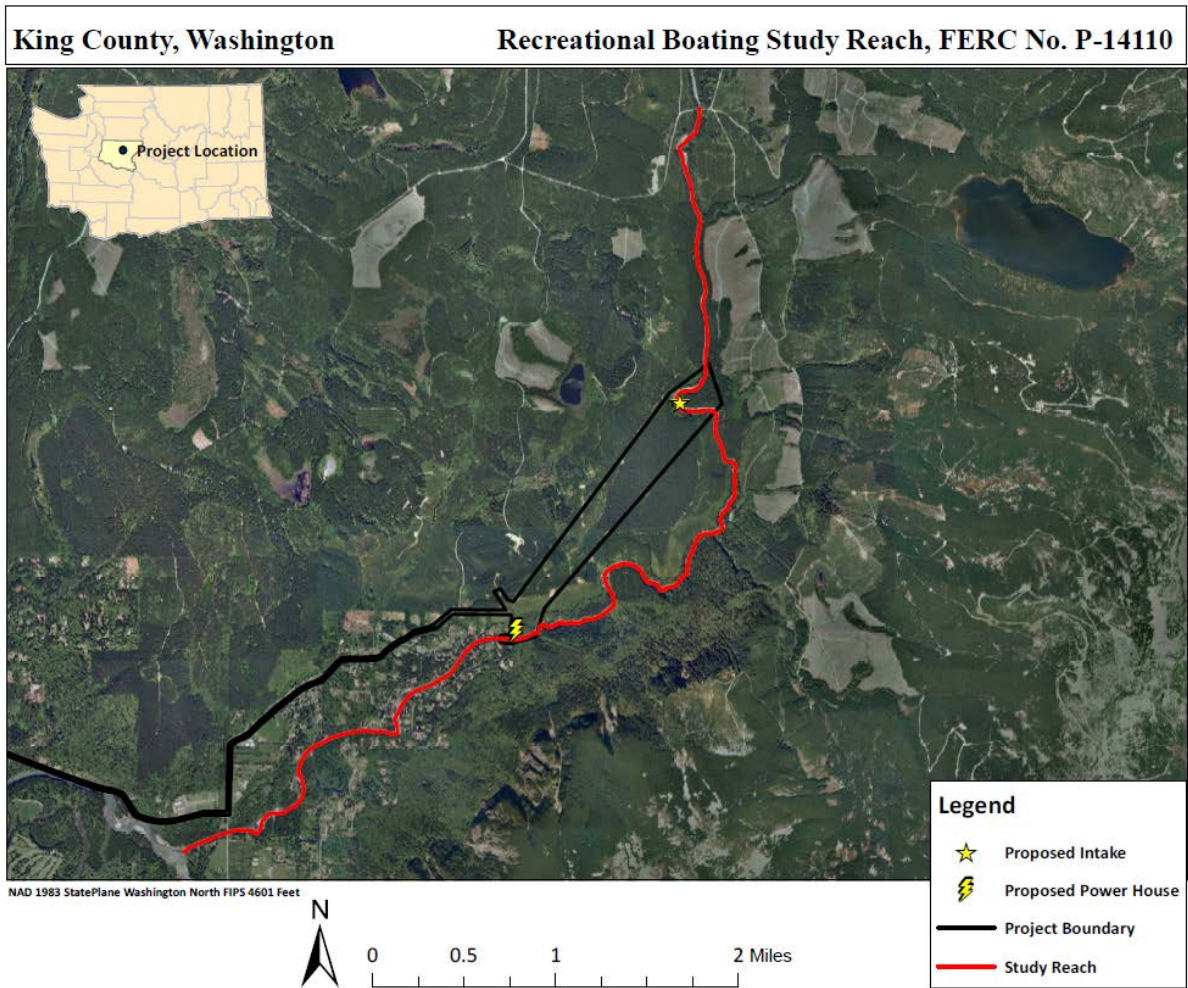 King County, Washington Recreational Boating Study Reach, FERC No. P-14110
Project Location
Legend
Proposed Intake
Proposed Power House
Project Boundary
Study Reach
NAD 1983 StatePlane Washington North FIPS 4601 Feet
N
0 0.5 1 2 Miles